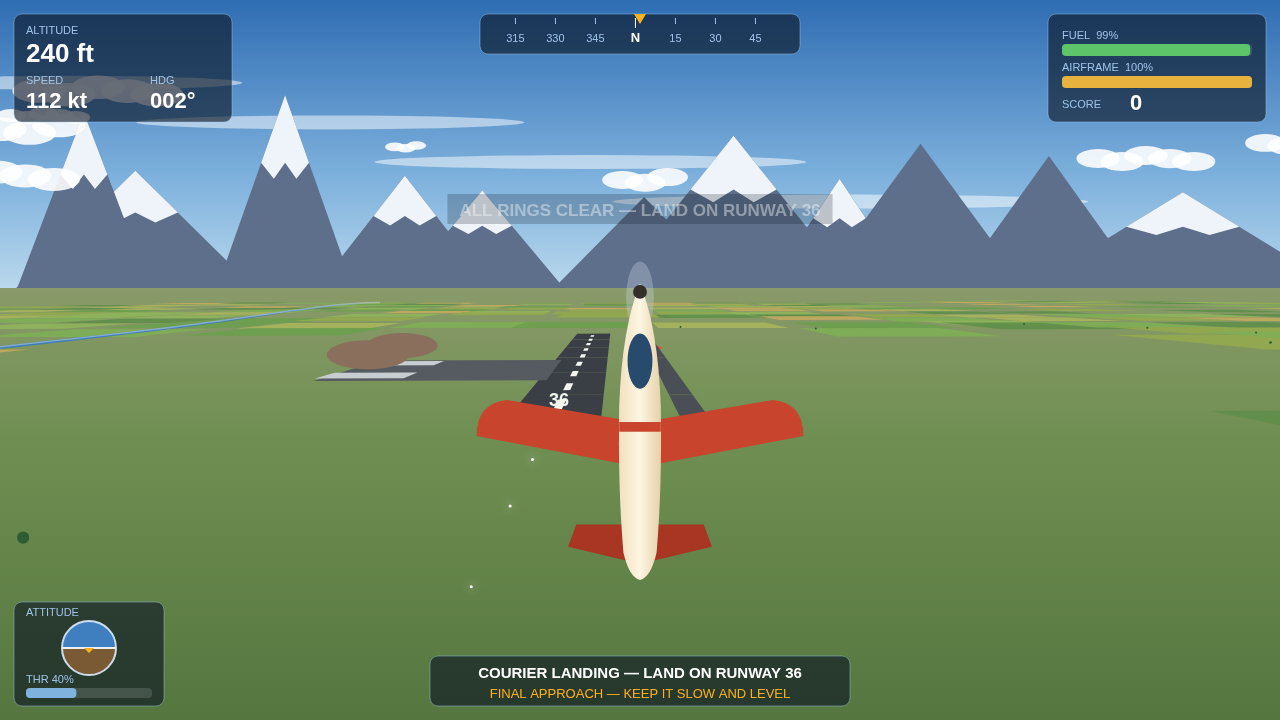 ALTITUDE
240 ft
SPEED HDG
112 kt 002°
315 330 345 N 15 30 45
FUEL 99%
AIRFRAME 100%
SCORE 0
ALL RINGS CLEAR — LAND ON RUNWAY 36
36
ATTITUDE
THR 40%
COURIER LANDING — LAND ON RUNWAY 36
FINAL APPROACH — KEEP IT SLOW AND LEVEL